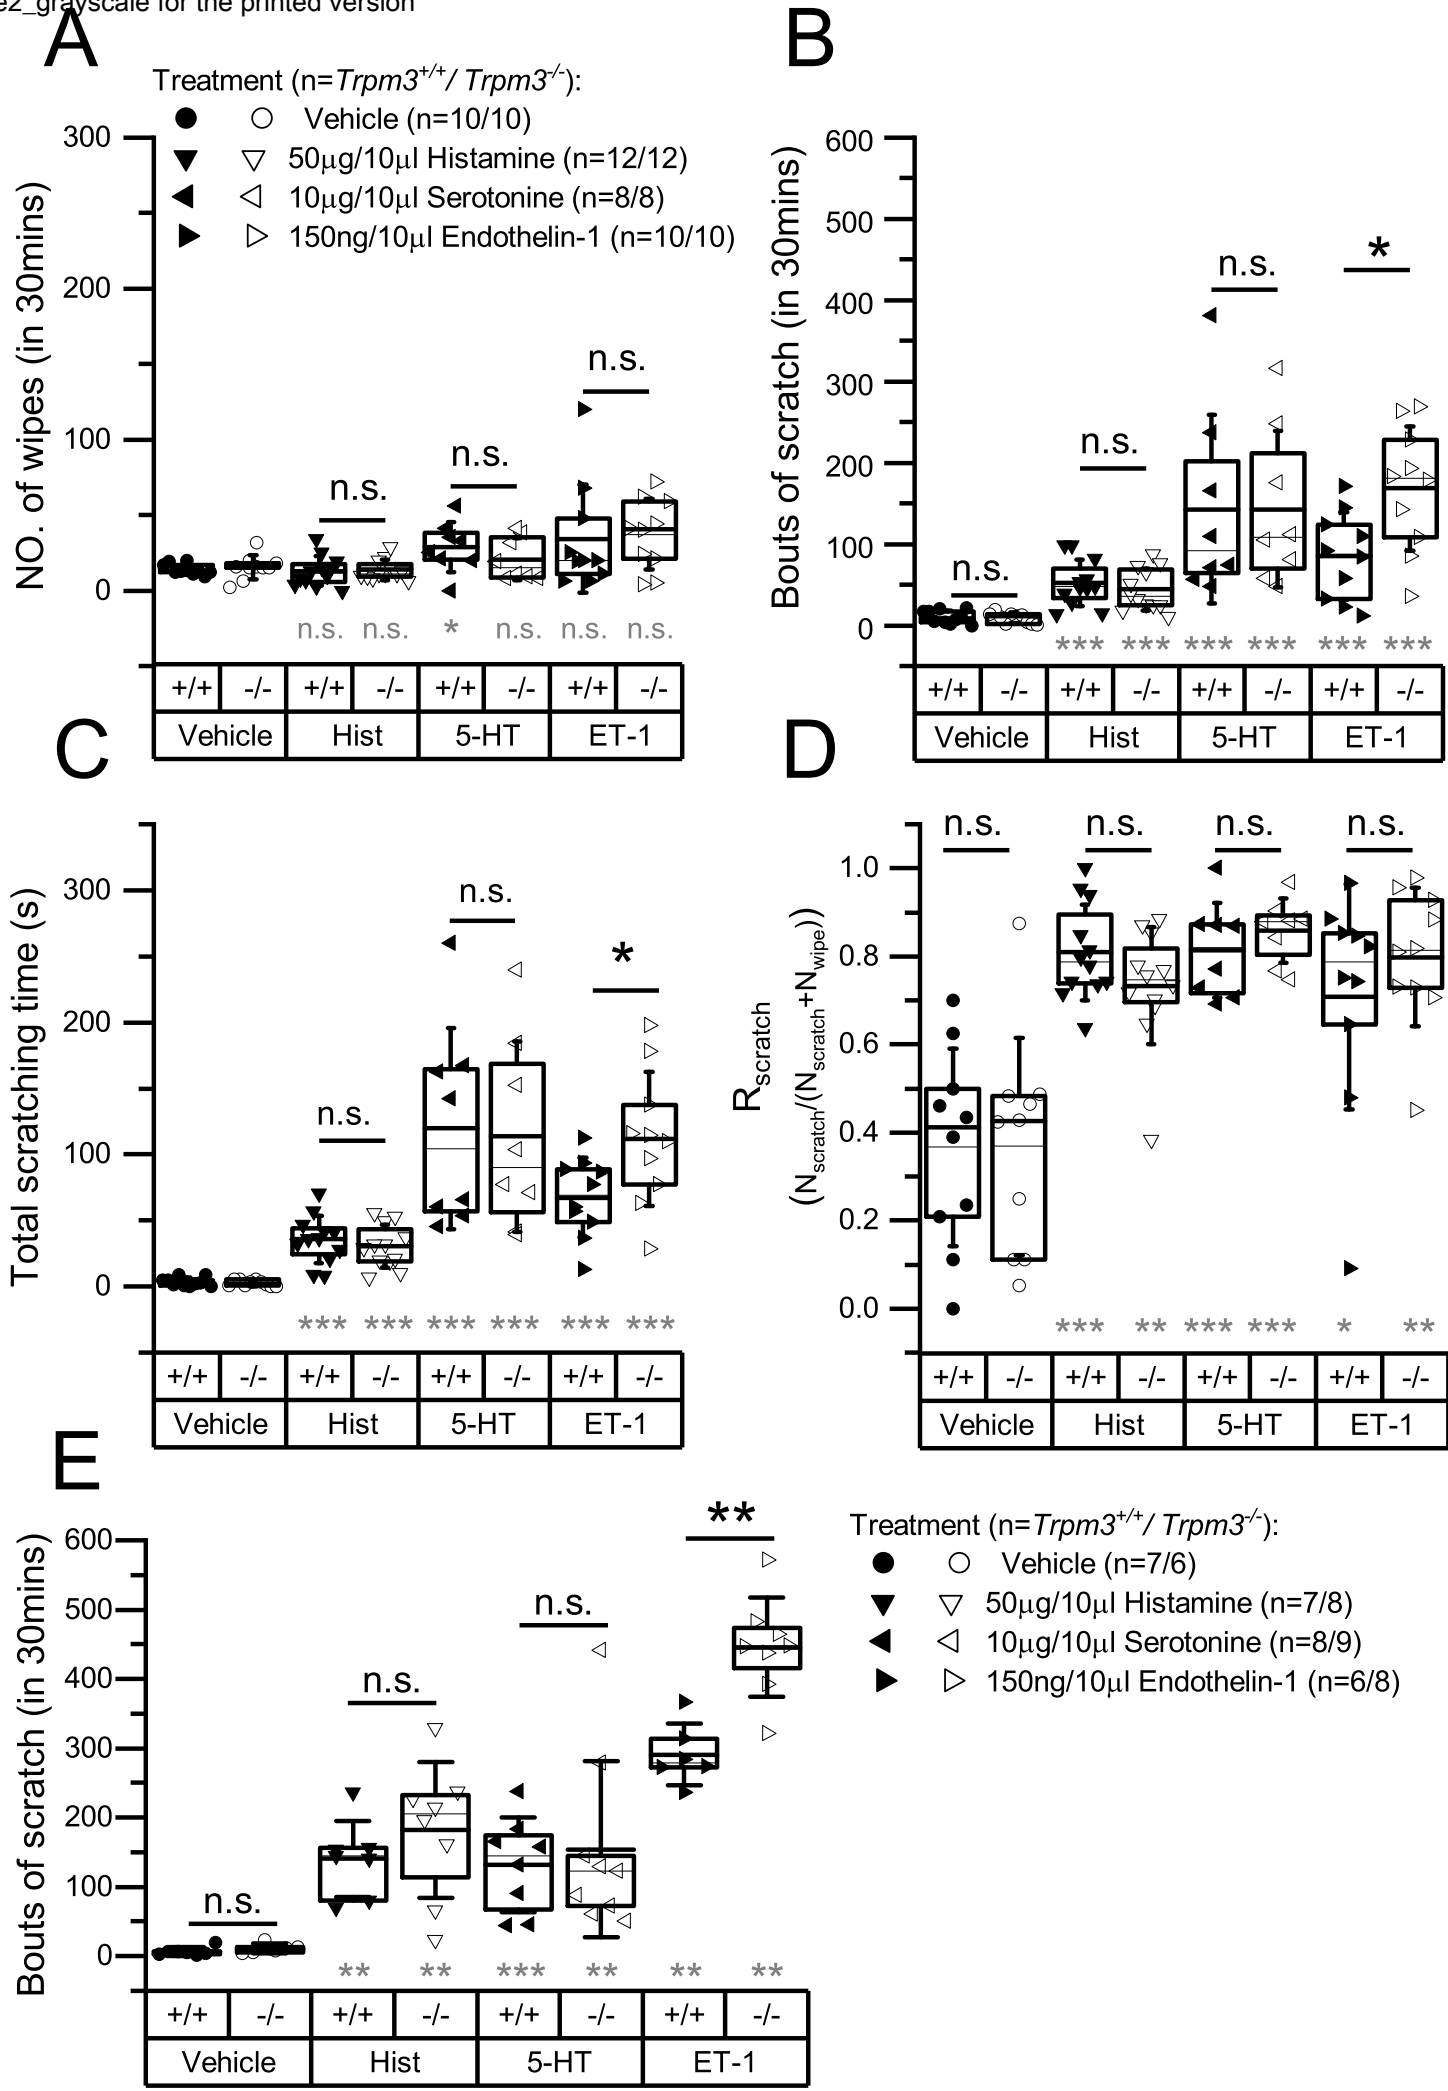 e2_grayscale for the printed version
A
Treatment (n=Trpm3+/+/ Trpm3-/-):
Vehicle (n=10/10)
50μg/10μl Histamine (n=12/12)
10μg/10μl Serotonine (n=8/8)
150ng/10μl Endothelin-1 (n=10/10)
NO. of wipes (in 30mins)
300
200
100
0
n.s. n.s. n.s. n.s.
n.s. n.s. * n.s. n.s. n.s.
+/+ -/- +/+ -/- +/+ -/- +/+ -/-
Vehicle Hist 5-HT ET-1
B
Bouts of scratch (in 30mins)
600
500
400
300
200
100
0
n.s. n.s. n.s. *
*** *** *** *** *** ***
+/+ -/- +/+ -/- +/+ -/- +/+ -/-
Vehicle Hist 5-HT ET-1
C
Total scratching time (s)
300
200
100
0
n.s. n.s. *
*** *** *** *** *** ***
+/+ -/- +/+ -/- +/+ -/- +/+ -/-
Vehicle Hist 5-HT ET-1
D
Rscratch
(Nscratch/(Nscratch+Nwipe))
1.0
0.8
0.6
0.4
0.2
0.0
n.s. n.s. n.s. n.s.
*** ** *** *** * **
+/+ -/- +/+ -/- +/+ -/- +/+ -/-
Vehicle Hist 5-HT ET-1
E
Bouts of scratch (in 30mins)
600
500
400
300
200
100
0
n.s. n.s. n.s. **
** ** *** ** ** **
+/+ -/- +/+ -/- +/+ -/- +/+ -/-
Vehicle Hist 5-HT ET-1
Treatment (n=Trpm3+/+/ Trpm3-/-):
Vehicle (n=7/6)
50μg/10μl Histamine (n=7/8)
10μg/10μl Serotonine (n=8/9)
150ng/10μl Endothelin-1 (n=6/8)